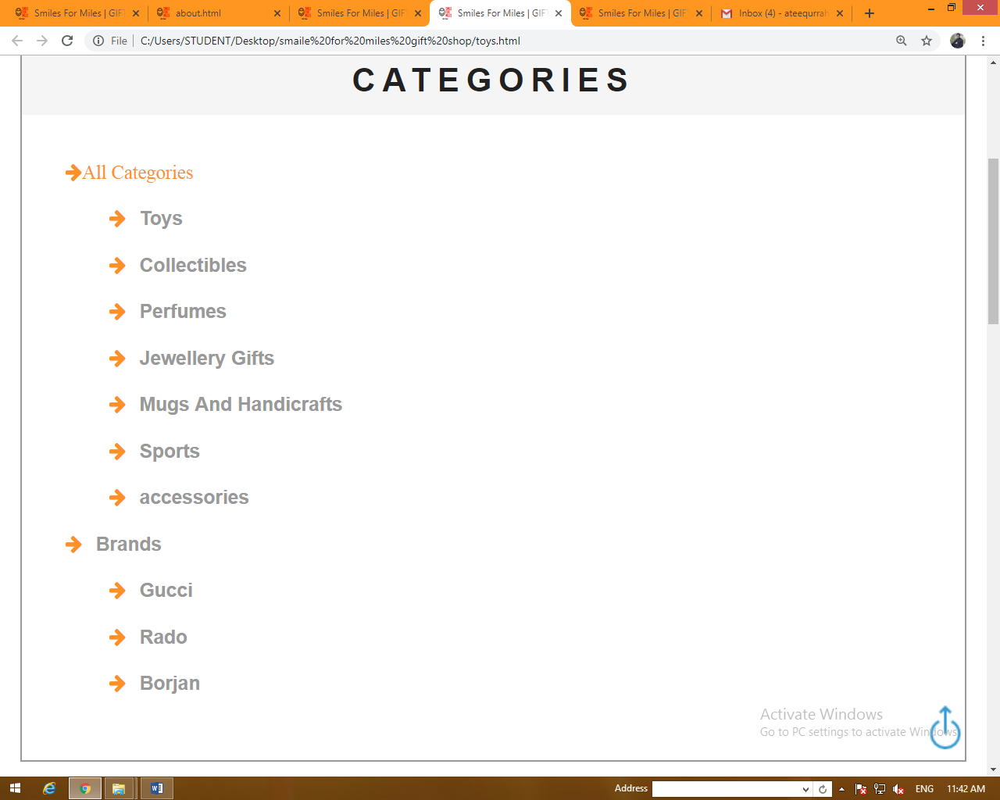 Smiles For Miles | GIF
about.html
Smiles For Miles | GIF
Smiles For Miles | GIF
Smiles For Miles | GIF
Inbox (4) - ateequrrah
File
C:/Users/STUDENT/Desktop/smaile%20for%20miles%20gift%20shop/toys.html
CATEGORIES
All Categories
Toys
Collectibles
Perfumes
Jewellery Gifts
Mugs And Handicrafts
Sports
accessories
Brands
Gucci
Rado
Borjan
Activate Windows
Go to PC settings to activate Windows.
Address
ENG
11:42 AM